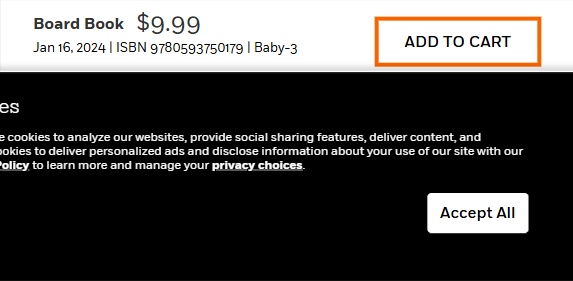 Board Book $9.99
Jan 16, 2024 | ISBN 9780593750179 | Baby-3
ADD TO CART
es
e cookies to analyze our websites, provide social sharing features, deliver content, and
ookies to deliver personalized ads and disclose information about your use of our site with our
Policy to learn more and manage your privacy choices.
Accept All